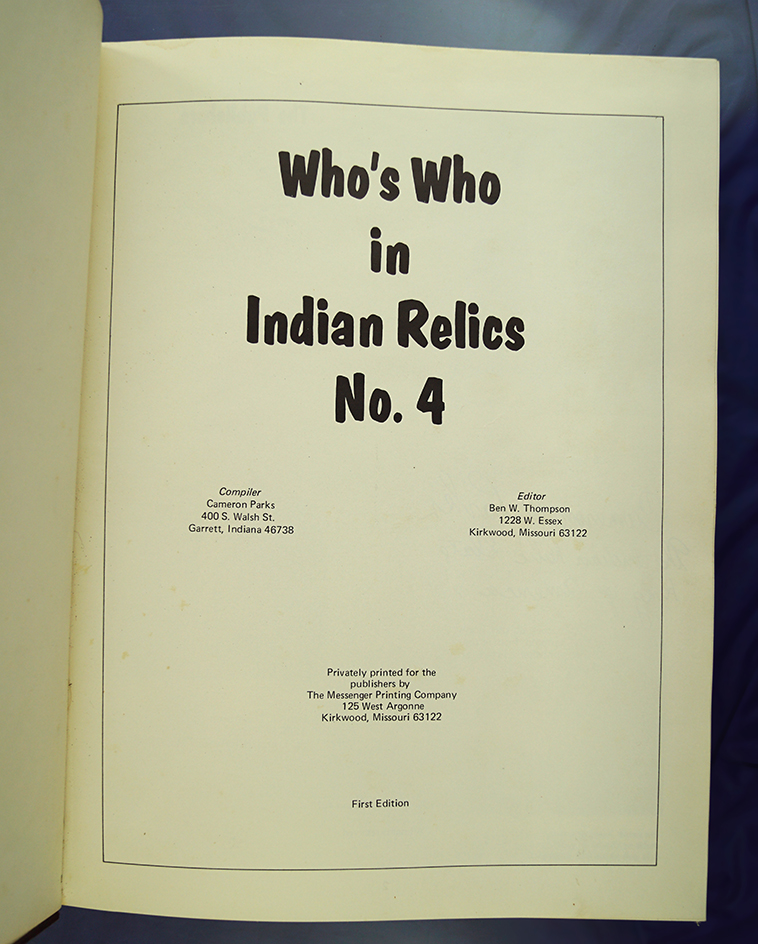 Who's Who
in
Indian Relics
No. 4
Compiler
Cameron Parks
400 S. Walsh St.
Garrett, Indiana 46738
Editor
Ben W. Thompson
1228 W. Essex
Kirkwood, Missouri 63122
Privately printed for the
publishers by
The Messenger Printing Company
125 West Argonne
Kirkwood, Missouri 63122
First Edition